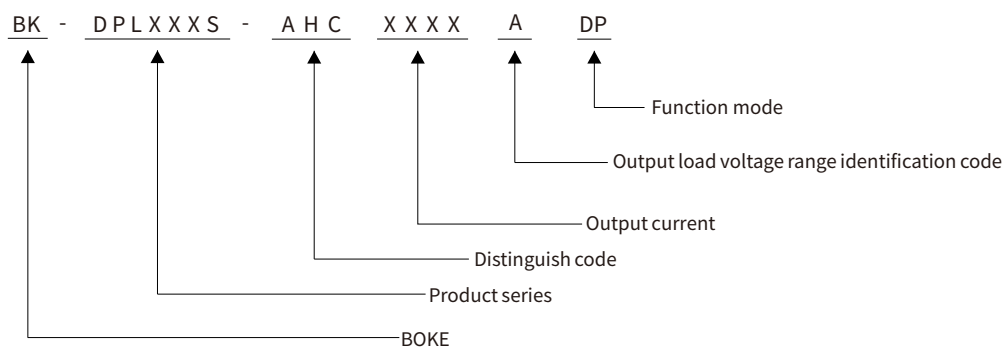 BK - DPLXXXS - AHC XXXX A DP
Function mode
Output load voltage range identification code
Output current
Distinguish code
Product series
BOKE